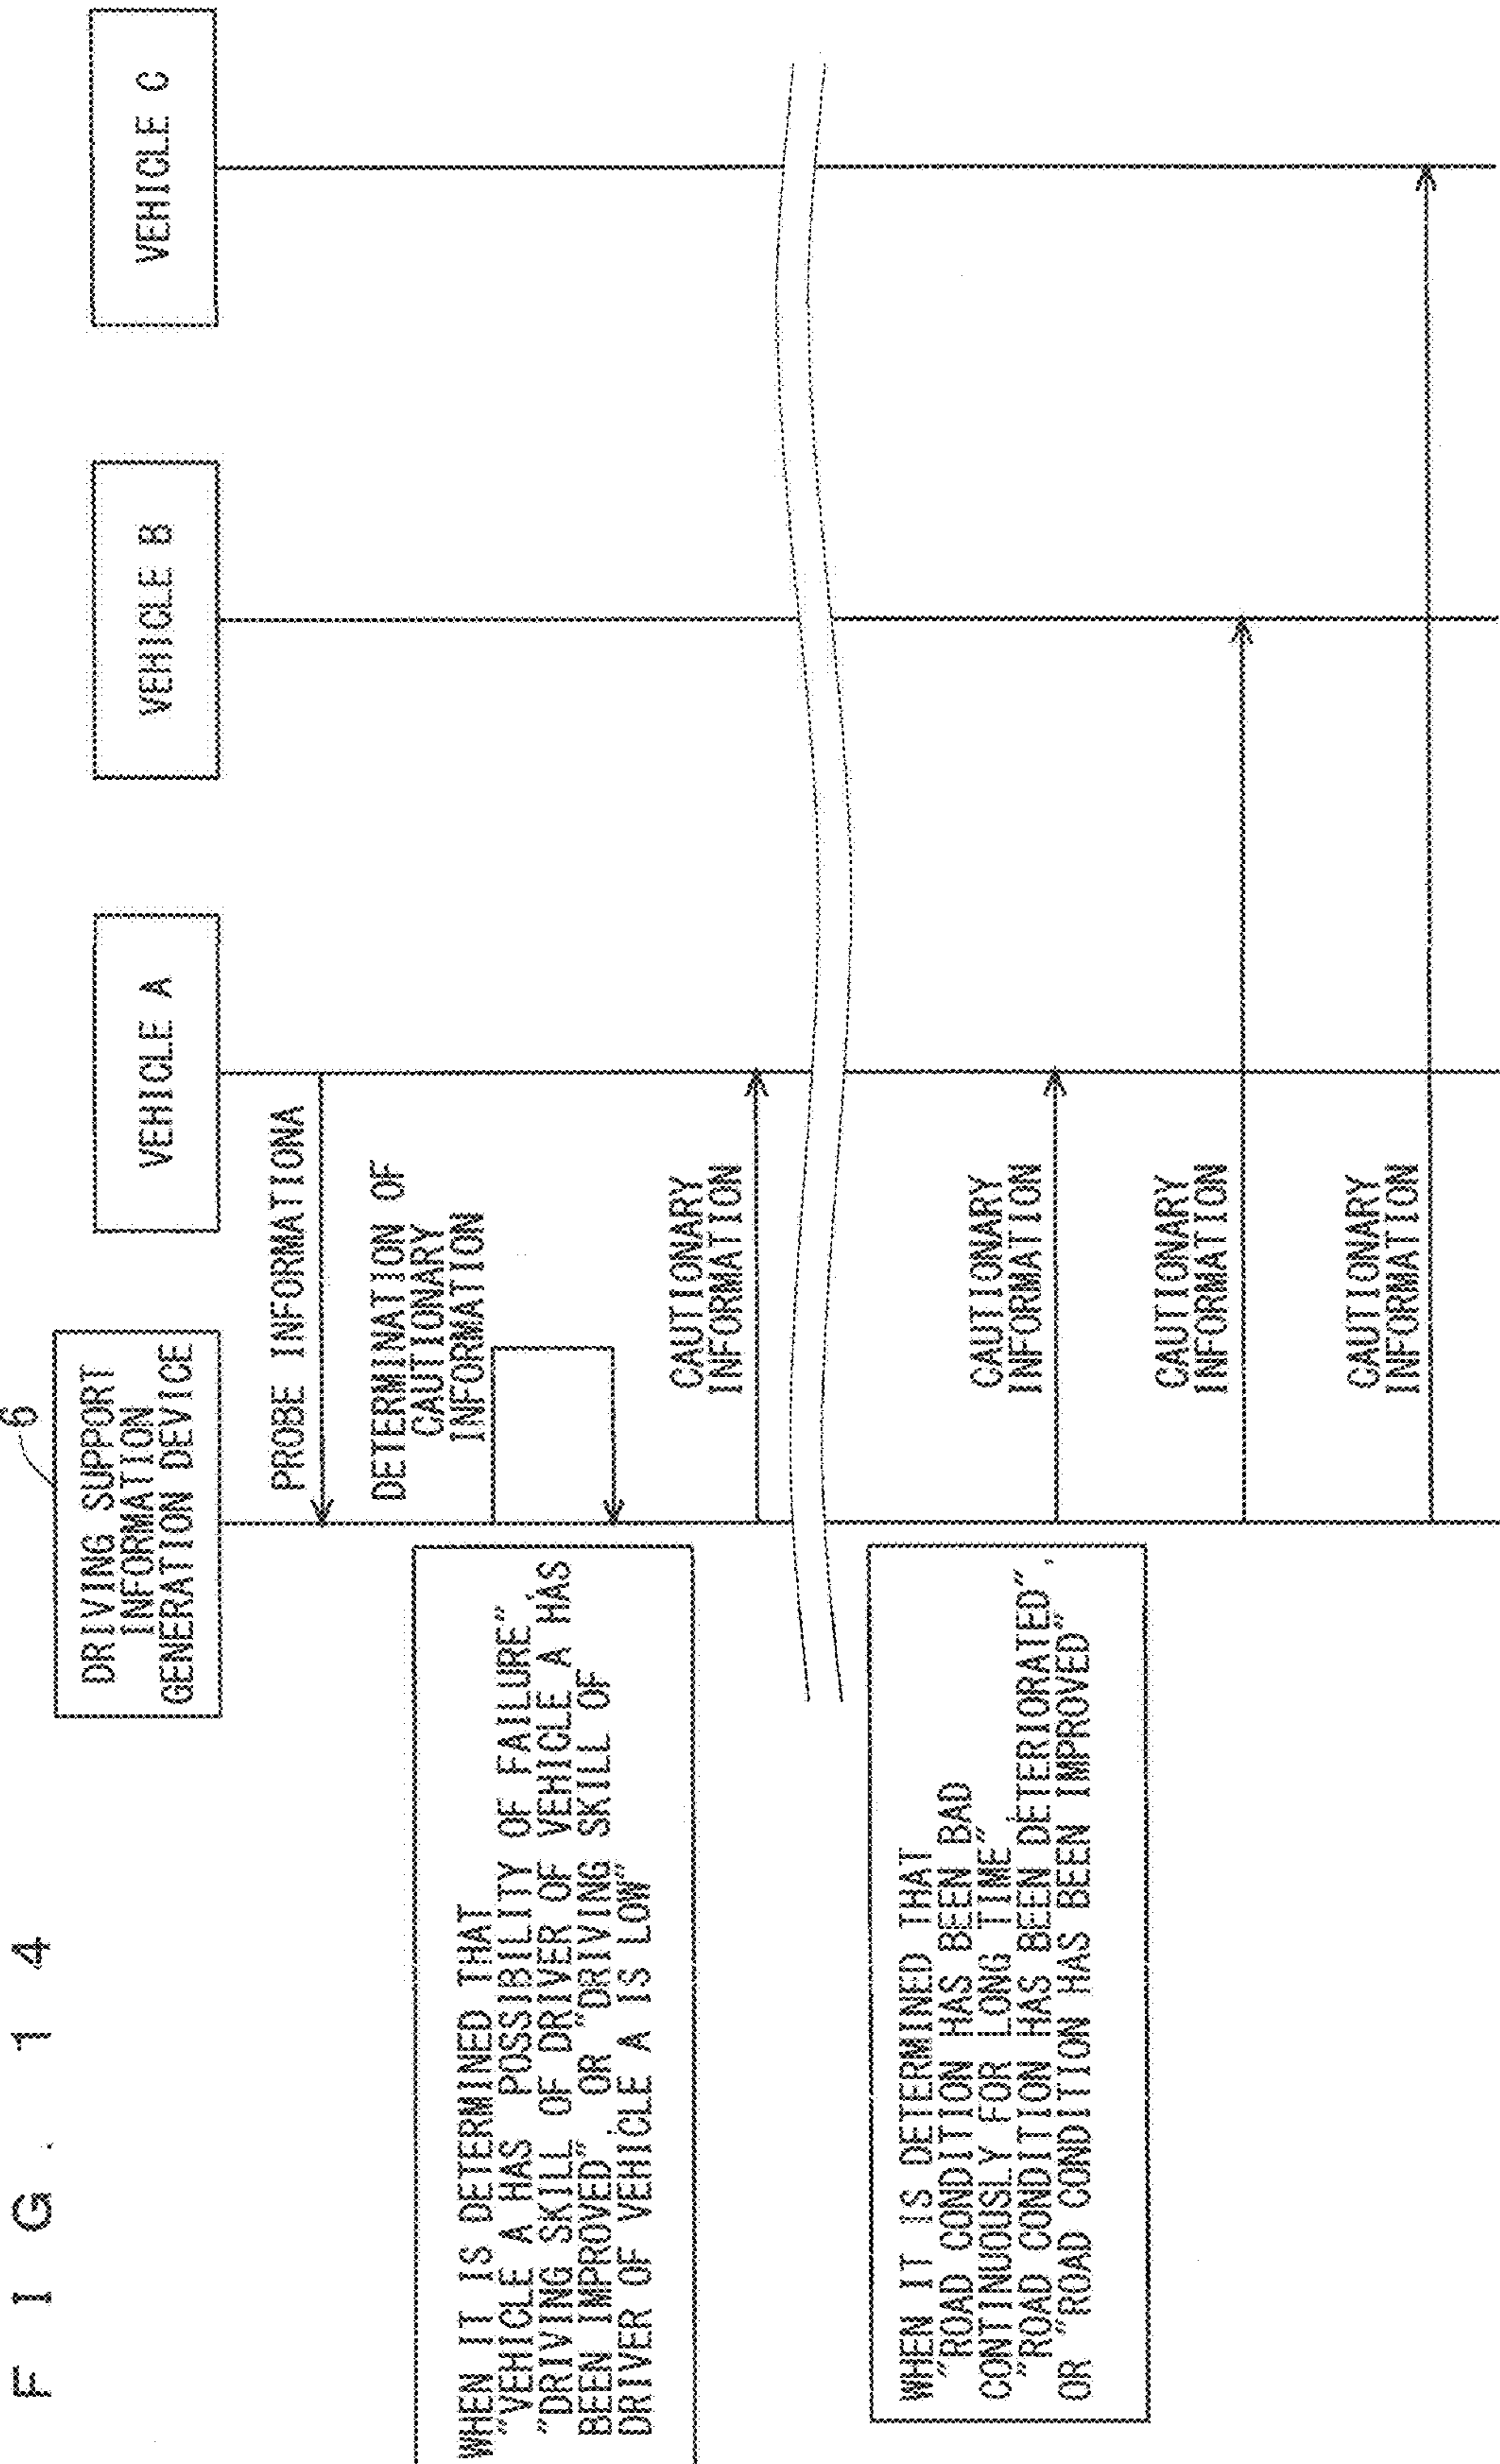 FIG. 14
6
DRIVING SUPPORT
INFORMATION
GENERATION DEVICE
VEHICLE A
VEHICLE B
VEHICLE C
PROBE INFORMATIONA
DETERMINATION OF
CAUTIONARY
INFORMATION
WHEN IT IS DETERMINED THAT
"VEHICLE A HAS POSSIBILITY OF FAILURE",
"DRIVING SKILL OF DRIVER OF VEHICLE A HAS
BEEN IMPROVED", OR "DRIVING SKILL OF
DRIVER OF VEHICLE A IS LOW"
CAUTIONARY
INFORMATION
WHEN IT IS DETERMINED THAT
"ROAD CONDITION HAS BEEN BAD
CONTINUOUSLY FOR LONG TIME",
"ROAD CONDITION HAS BEEN DETERIORATED",
OR "ROAD CONDITION HAS BEEN IMPROVED"
CAUTIONARY
INFORMATION
CAUTIONARY
INFORMATION
CAUTIONARY
INFORMATION